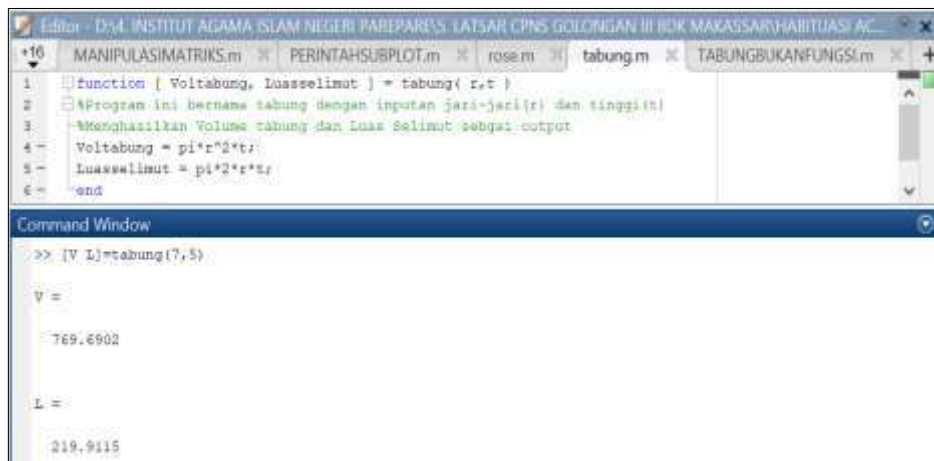 Editor - D:\4. INSTITUT AGAMA ISLAM NEGERI PAREPARE\5. LATSAR CPNS GOLONGAN III BDK MAKASSAR\HABITUASI AC...
+16 MANIPULASIMATRIKS.m PERINTAHSUBPLOT.m rose.m tabung.m TABUNGBUKANFUNGSI.m +
1 function [ Voltabung, Luasselimut ] = tabung( r,t )
2 %Program ini bernama tabung dengan inputan jari-jari(r) dan tinggi(t)
3 %Menghasilkan Volume tabung dan Luas Selimut sebgai output
4 - Voltabung = pi*r^2*t;
5 - Luasselimut = pi*2*r*t;
6 - end
Command Window
>> [V L]=tabung(7,5)
V =
769.6902
L =
219.9115